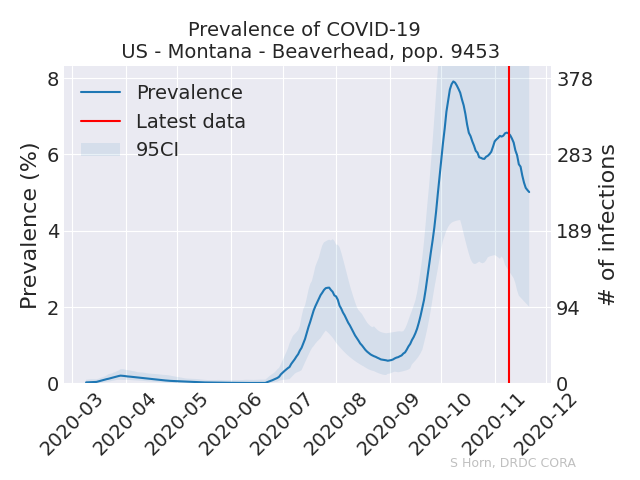 Prevalence of COVID-19
US - Montana - Beaverhead, pop. 9453
Prevalence
Latest data
95CI
Prevalence (%)
8
6
4
2
0
378
283
189
94
0
# of infections
2020-03
2020-04
2020-05
2020-06
2020-07
2020-08
2020-09
2020-10
2020-11
2020-12
S Horn, DRDC CORA